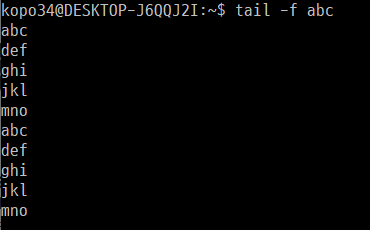 kopo34@DESKTOP-J6QQJ2I:~$ tail -f abc
abc
def
ghi
jkl
mno
abc
def
ghi
jkl
mno